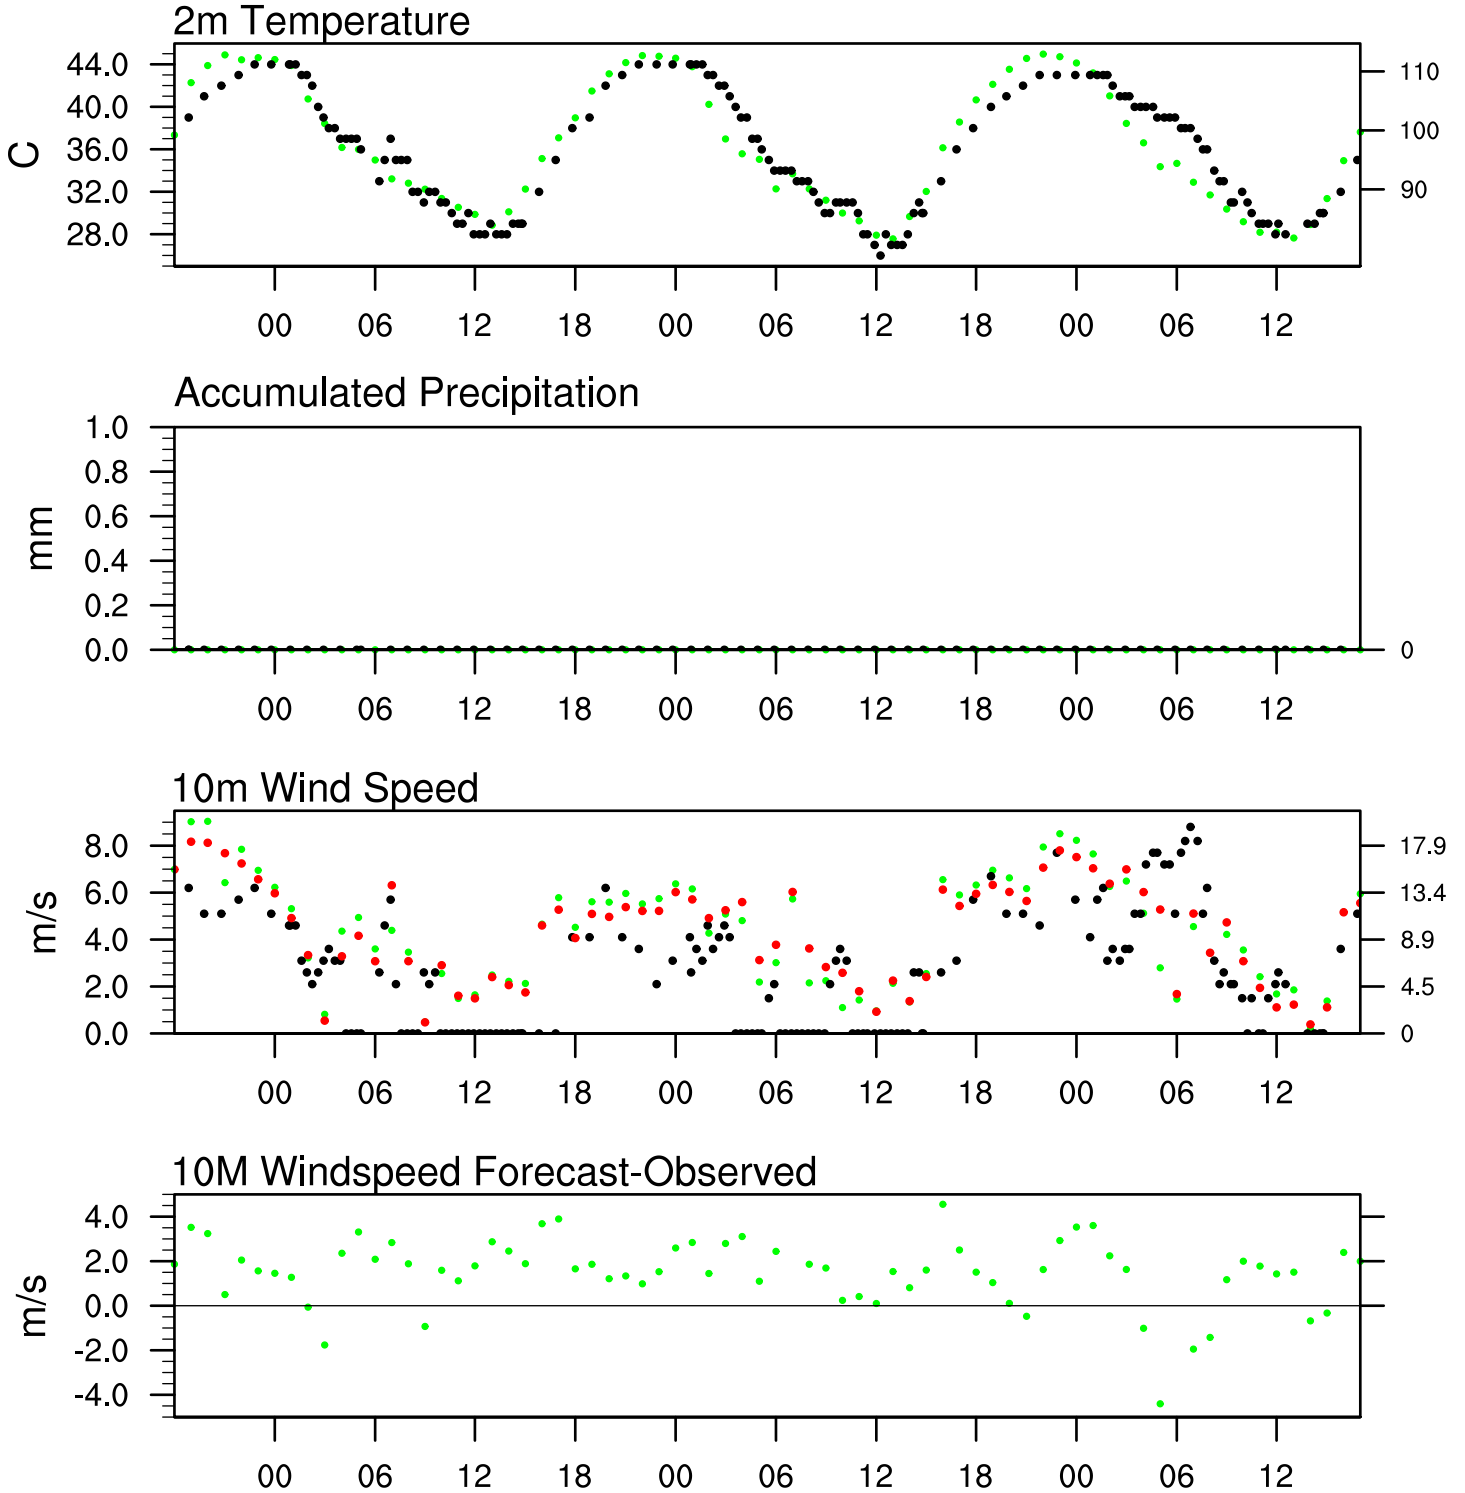 2m Temperature
44.0
40.0
36.0
32.0
28.0
C
110
100
90
00 06 12 18 00 06 12 18 00 06 12
Accumulated Precipitation
1.0
0.8
0.6
0.4
0.2
0.0
mm
0
00 06 12 18 00 06 12 18 00 06 12
10m Wind Speed
8.0
6.0
4.0
2.0
0.0
m/s
17.9
13.4
8.9
4.5
0
00 06 12 18 00 06 12 18 00 06 12
10M Windspeed Forecast-Observed
4.0
2.0
0.0
-2.0
-4.0
m/s
00 06 12 18 00 06 12 18 00 06 12